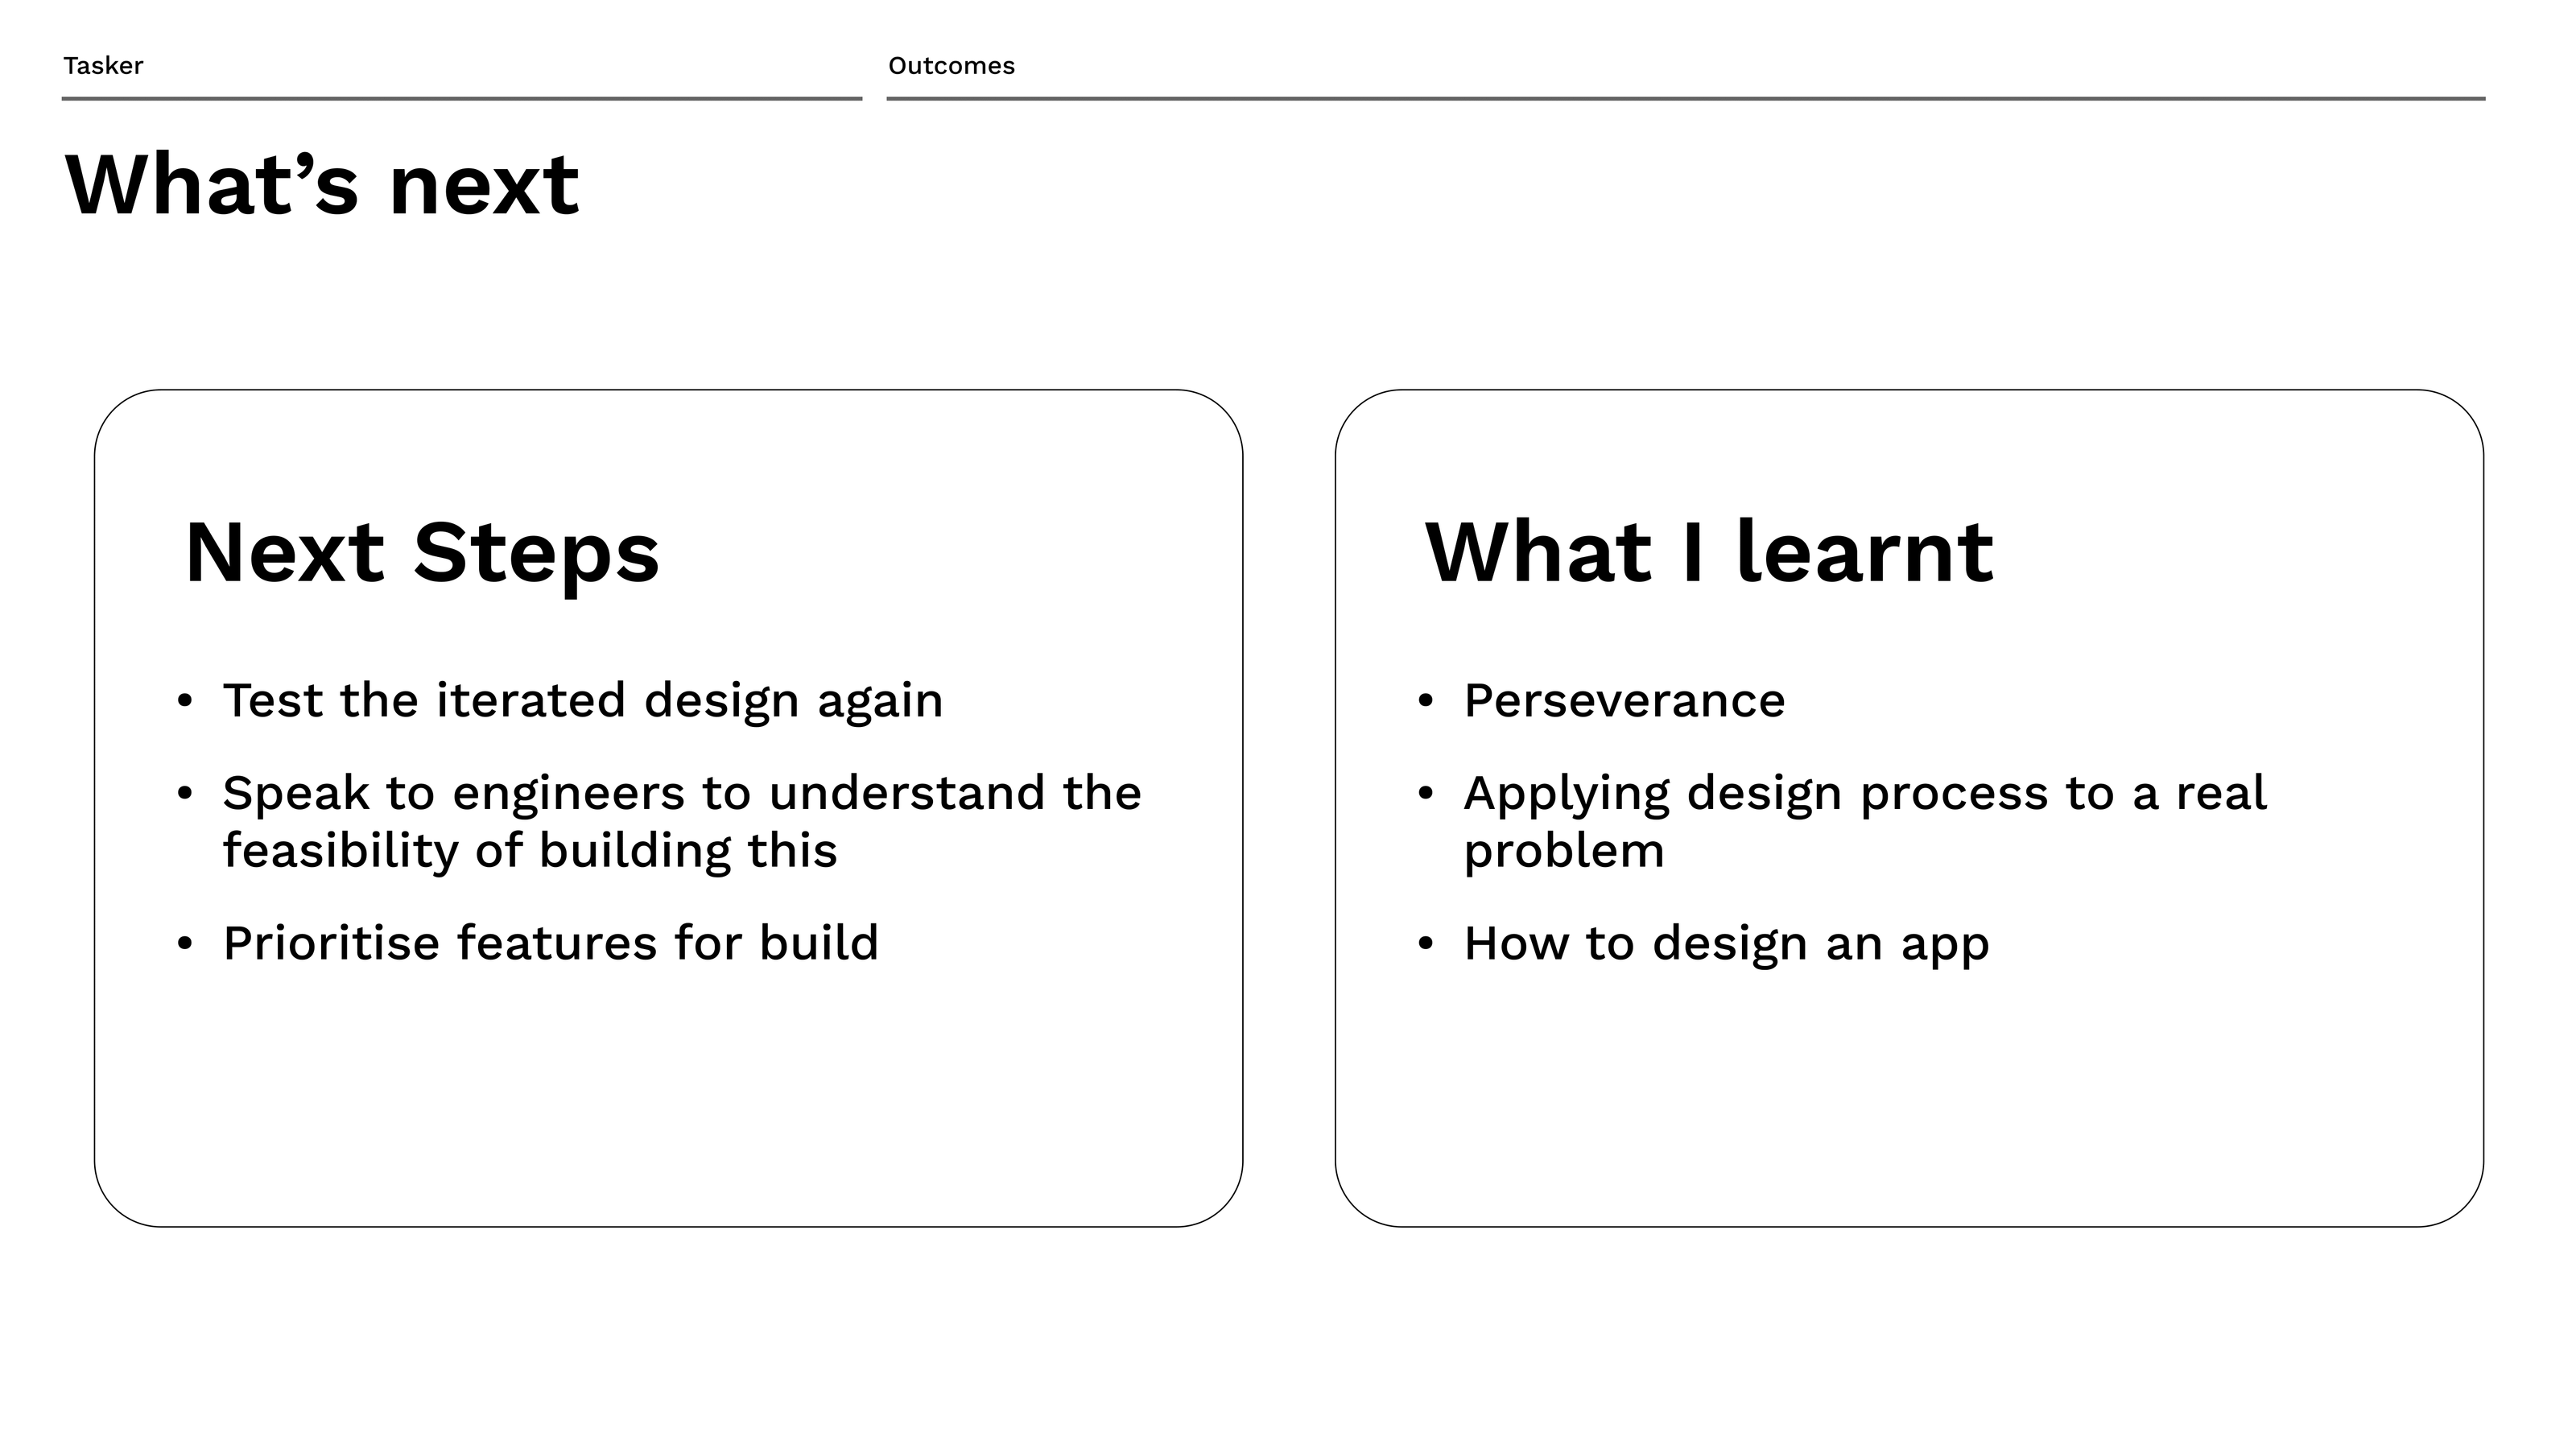 Tasker
Outcomes
What’s next
Next Steps
• Test the iterated design again
• Speak to engineers to understand the
feasibility of building this
• Prioritise features for build
What I learnt
• Perseverance
• Applying design process to a real
problem
• How to design an app